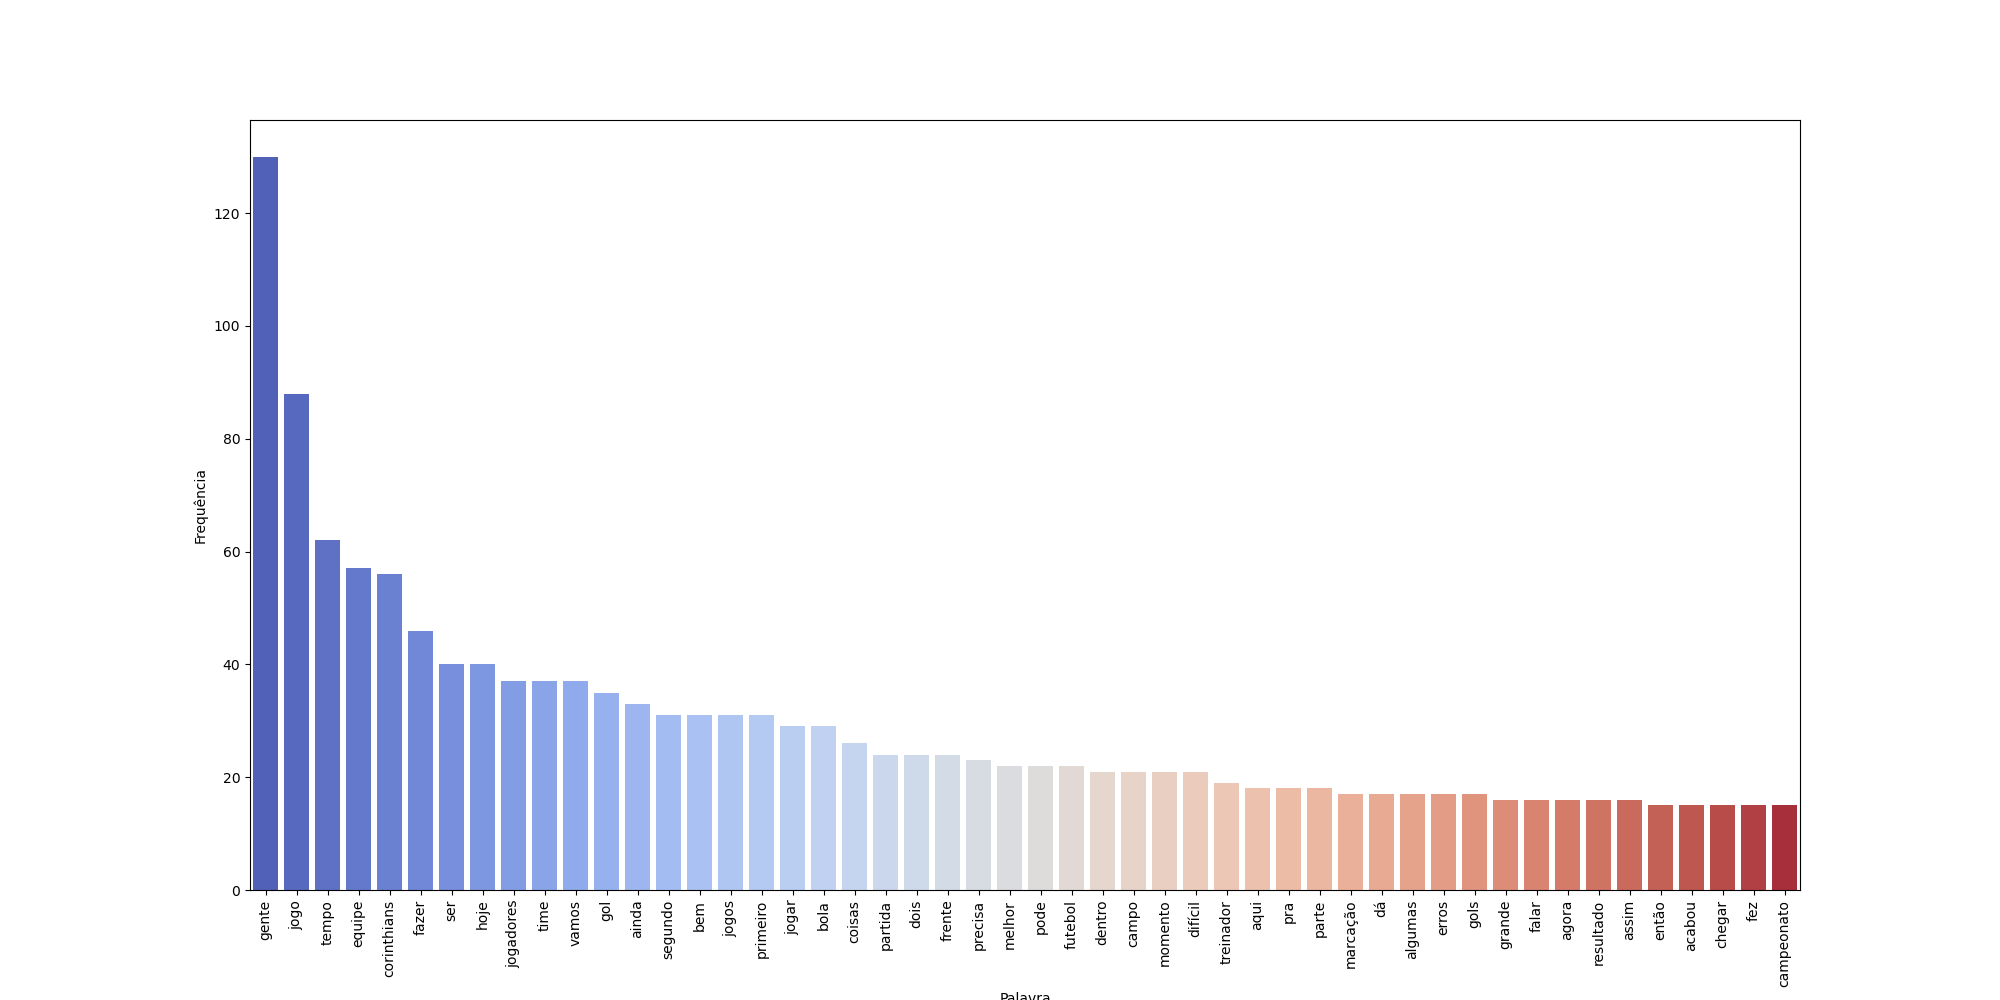 120
100
80
60
40
20
0
Frequência
gente
jogo
tempo
equipe
corinthians
fazer
ser
hoje
jogadores
time
vamos
gol
ainda
segundo
bem
jogos
primeiro
jogar
bola
coisas
partida
dois
frente
precisa
melhor
pode
futebol
dentro
campo
momento
difícil
treinador
aqui
pra
parte
marcação
dá
algumas
erros
gols
grande
falar
agora
resultado
assim
então
acabou
chegar
fez
campeonato
Palavra